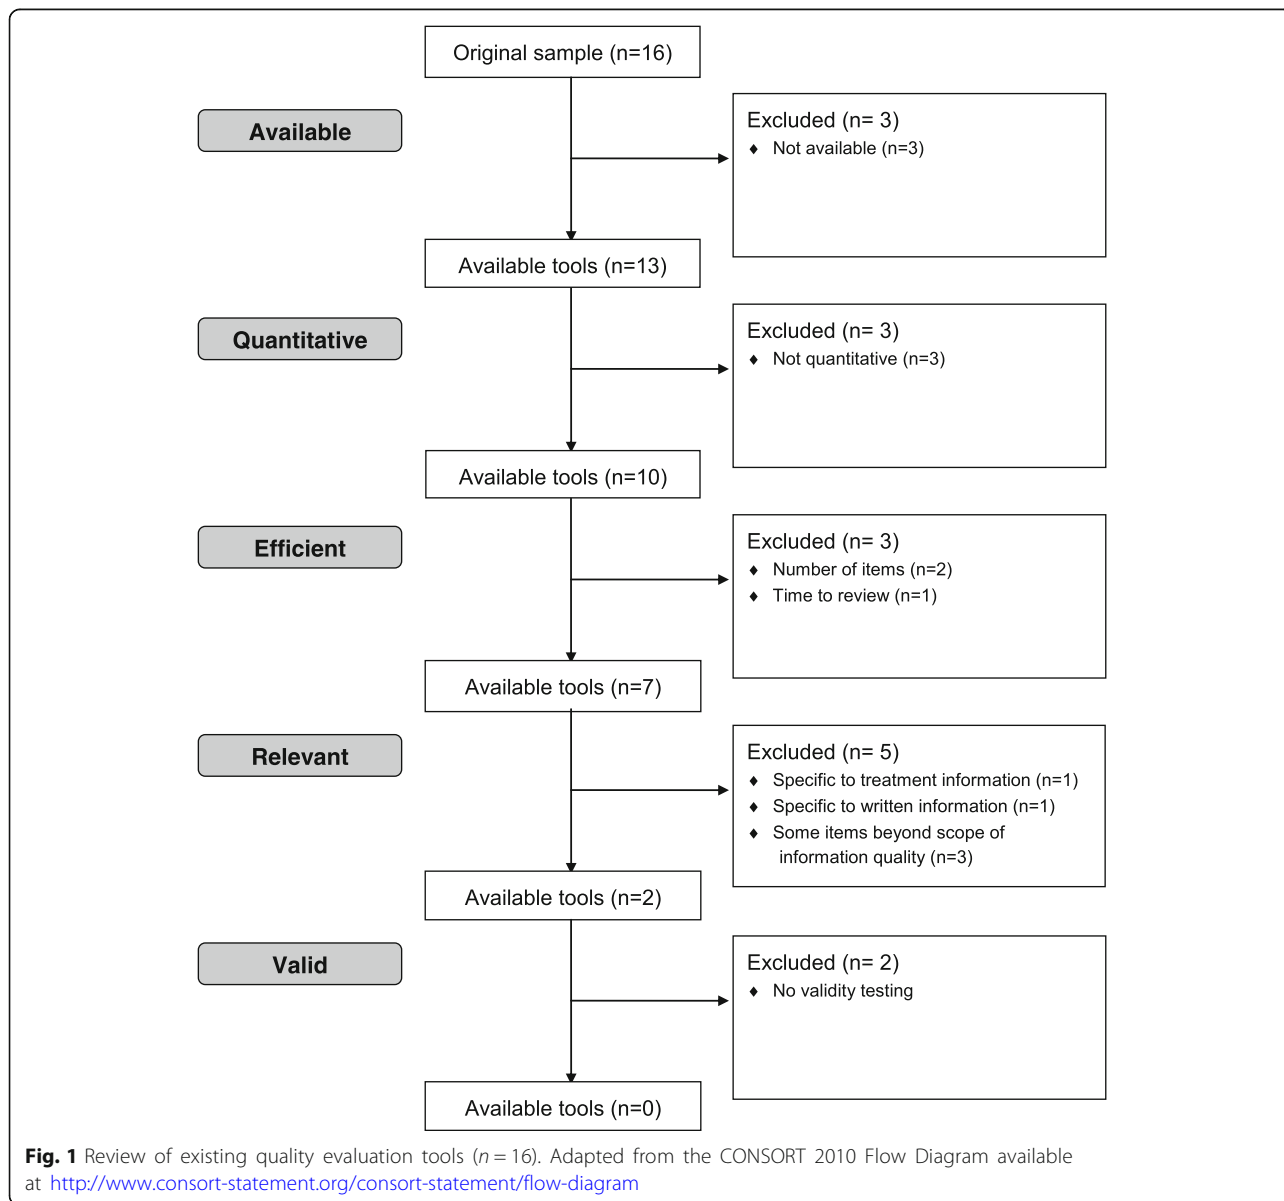 Original sample (n=16)
Available
Excluded (n= 3)
♦ Not available (n=3)
Available tools (n=13)
Quantitative
Excluded (n= 3)
♦ Not quantitative (n=3)
Available tools (n=10)
Efficient
Excluded (n= 3)
♦ Number of items (n=2)
♦ Time to review (n=1)
Available tools (n=7)
Relevant
Excluded (n= 5)
♦ Specific to treatment information (n=1)
♦ Specific to written information (n=1)
♦ Some items beyond scope of
information quality (n=3)
Available tools (n=2)
Valid
Excluded (n= 2)
♦ No validity testing
Available tools (n=0)
Fig. 1 Review of existing quality evaluation tools (n = 16). Adapted from the CONSORT 2010 Flow Diagram available
at http://www.consort-statement.org/consort-statement/flow-diagram